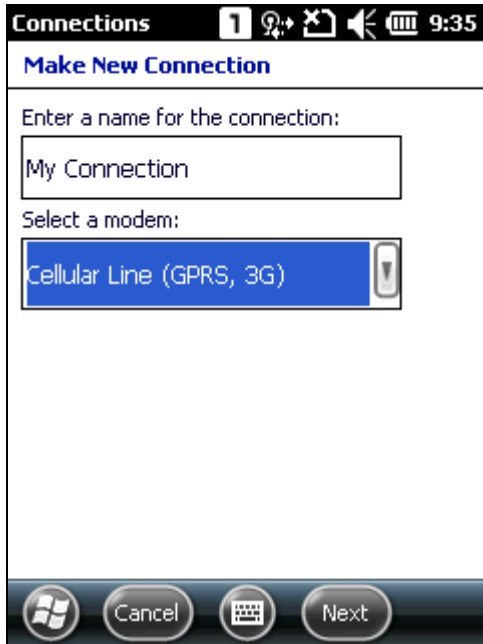 Connections 1 9:35
Make New Connection
Enter a name for the connection:
My Connection
Select a modem:
Cellular Line (GPRS, 3G)
Cancel Next